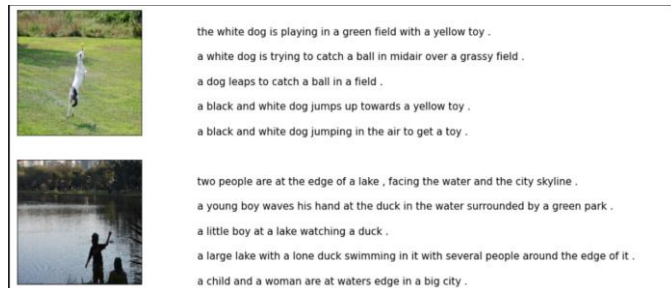 the white dog is playing in a green field with a yellow toy .
a white dog is trying to catch a ball in midair over a grassy field .
a dog leaps to catch a ball in a field .
a black and white dog jumps up towards a yellow toy .
a black and white dog jumping in the air to get a toy .
two people are at the edge of a lake , facing the water and the city skyline .
a young boy waves his hand at the duck in the water surrounded by a green park .
a little boy at a lake watching a duck .
a large lake with a lone duck swimming in it with several people around the edge of it .
a child and a woman are at waters edge in a big city .